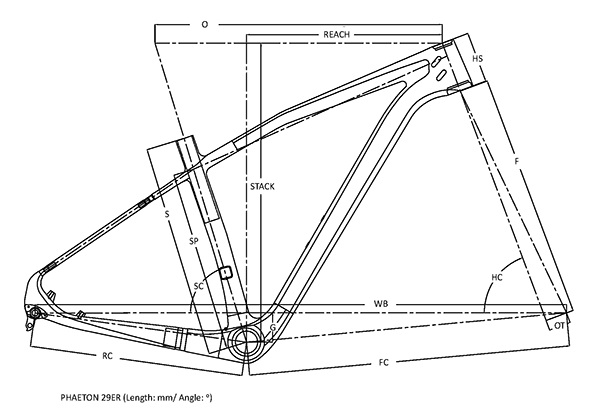 O
REACH
HS
F
STACK
S
SP
SC
HC
WB
G
OT
RC
FC
PHAETON 29ER (Length: mm/ Angle: º)